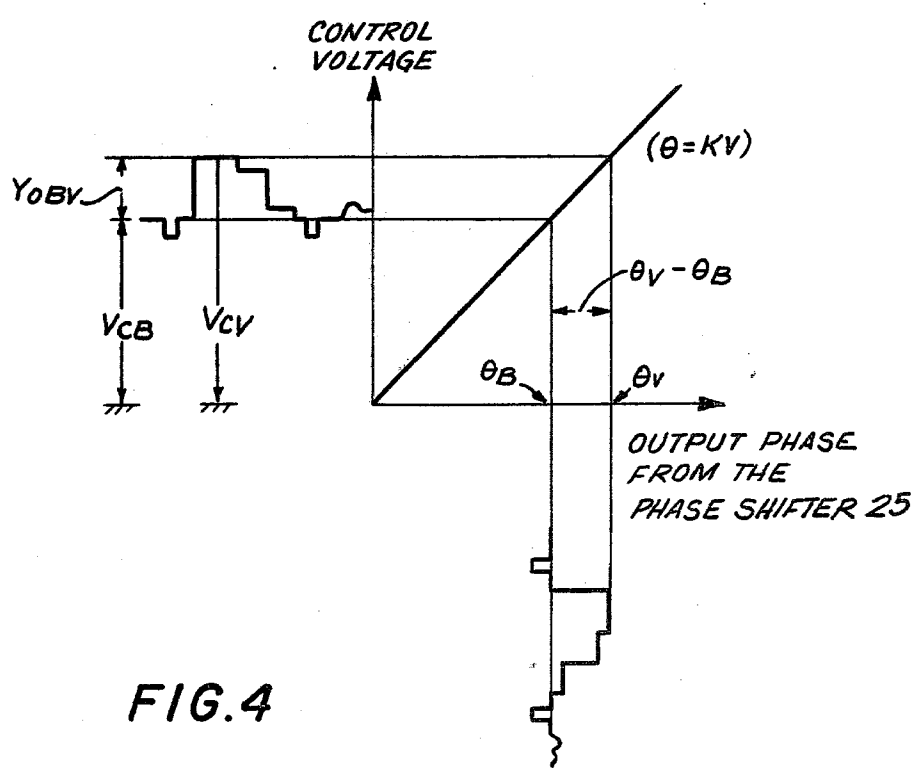 CONTROL
VOLTAGE
(θ=KV)
YOBV
θV-θB
VCB
VCV
θB
θV
OUTPUT PHASE
FROM THE
PHASE SHIFTER 25
FIG.4